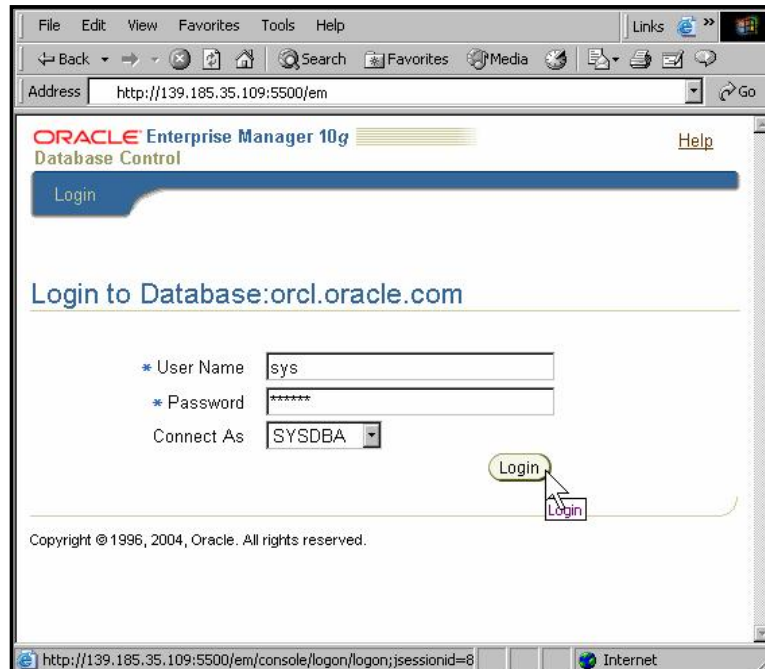 File Edit View Favorites Tools Help Links »
Back Search Favorites Media
Address http://139.185.35.109:5500/em Go
ORACLE Enterprise Manager 10g Help
Database Control
Login
Login to Database:orcl.oracle.com
* User Name sys
* Password ******
Connect As SYSDBA
Login
Login
Copyright © 1996, 2004, Oracle. All rights reserved.
http://139.185.35.109:5500/em/console/logon/logon;jsessionid=8 Internet